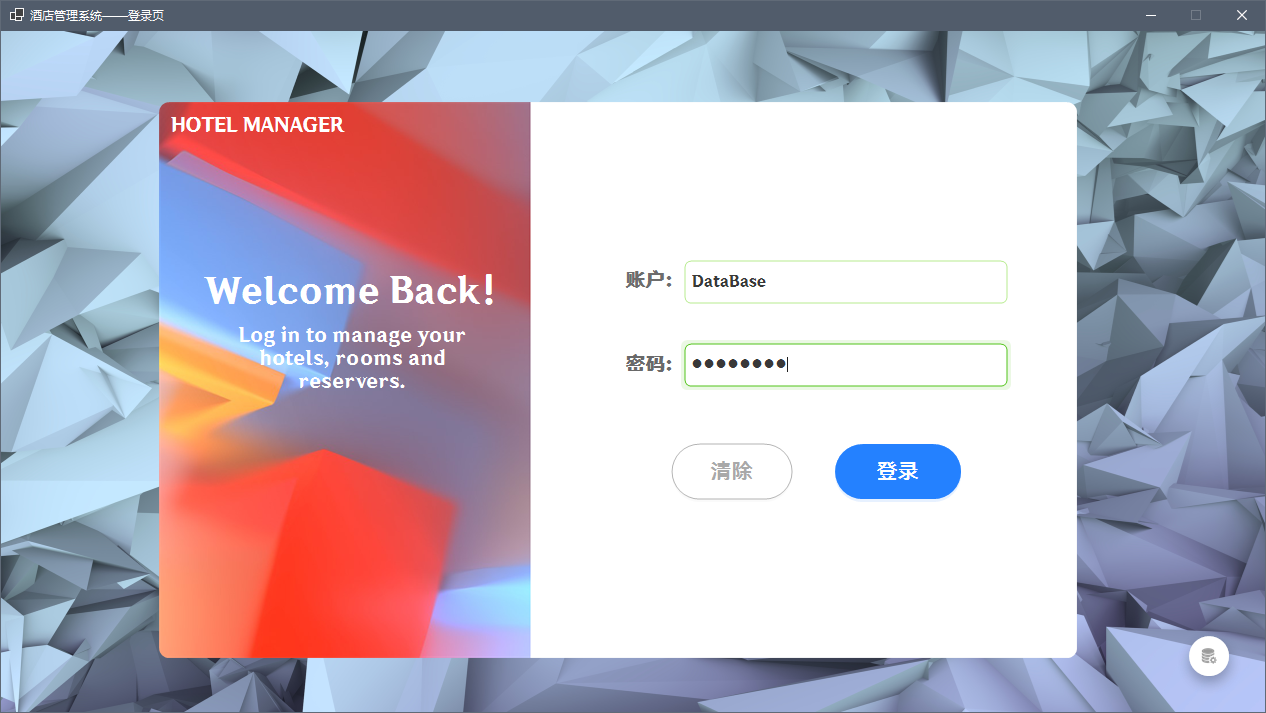 酒店管理系统——登录页
HOTEL MANAGER
Welcome Back!
Log in to manage your
hotels, rooms and
reservers.
账户:
DataBase
密码:
●●●●●●●●
清除
登录